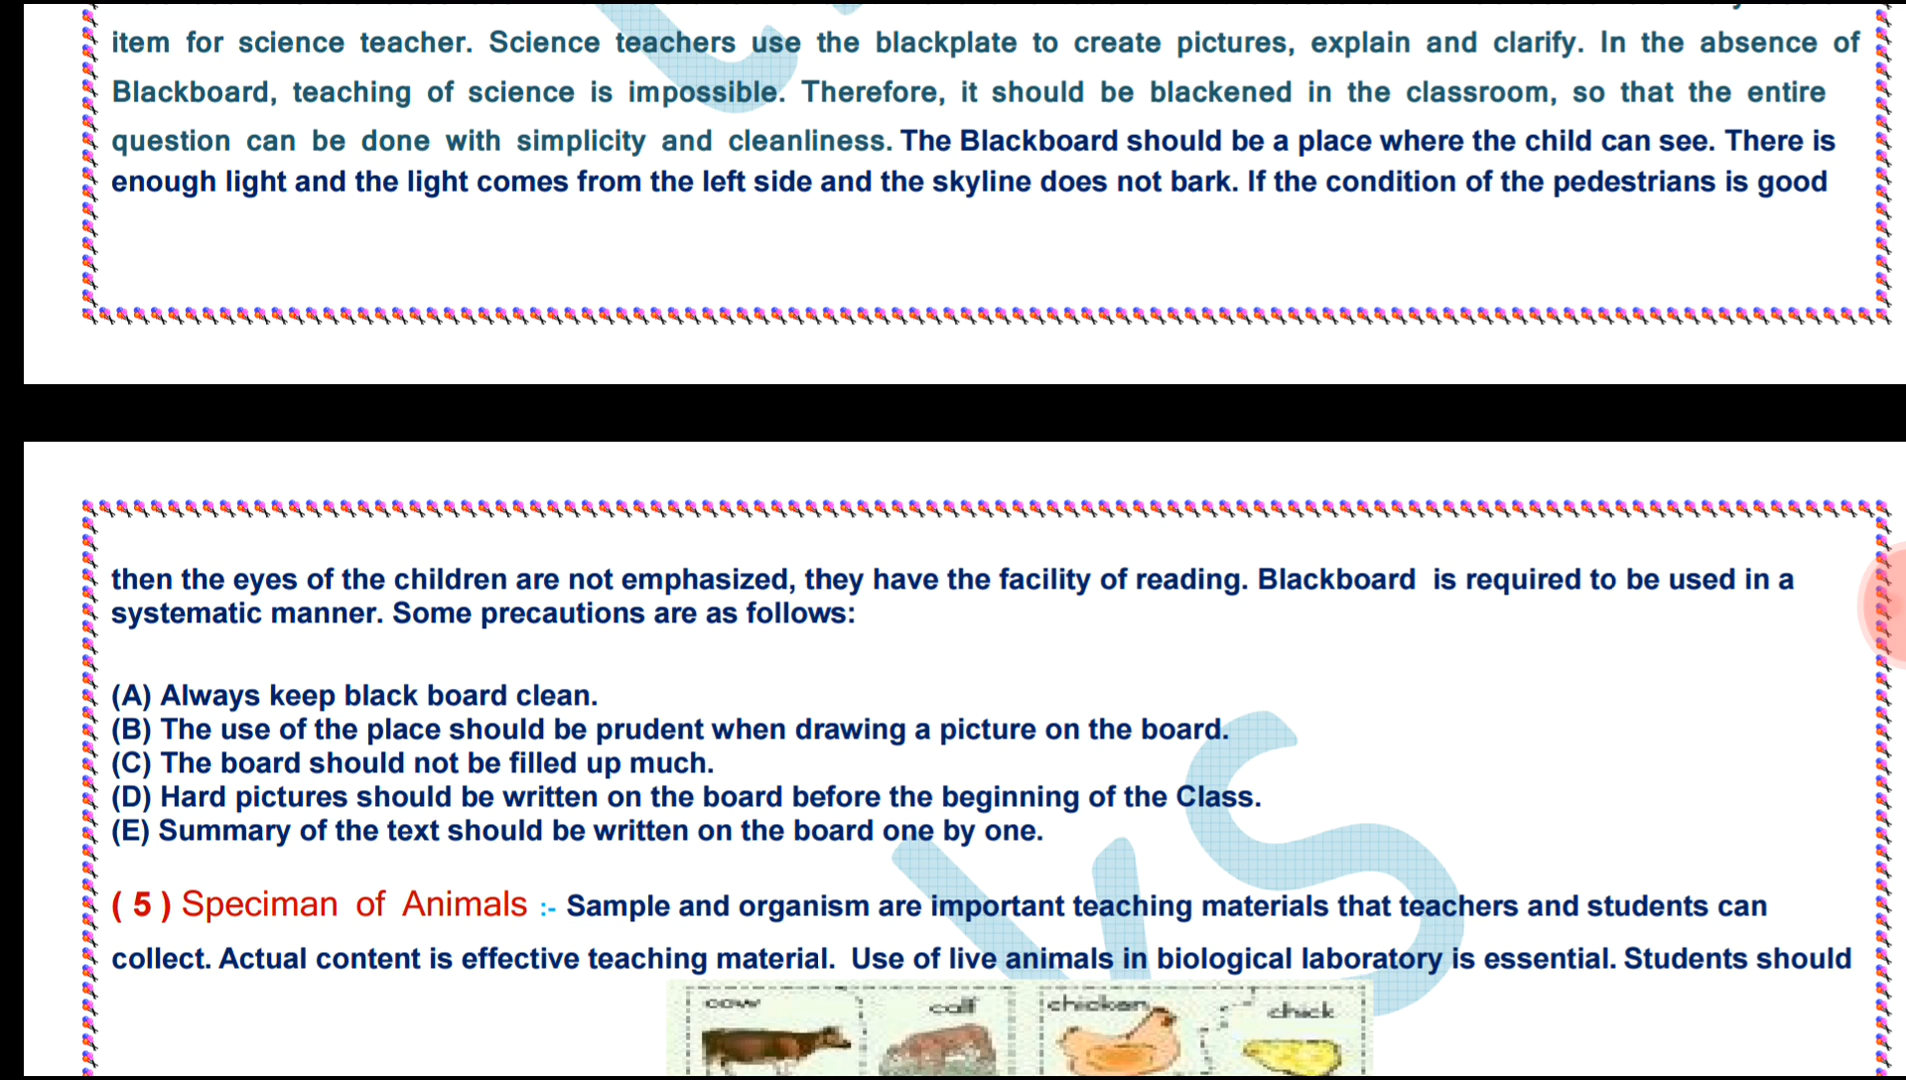 item for science teacher. Science teachers use the blackplate to create pictures, explain and clarify. In the absence of
Blackboard, teaching of science is impossible. Therefore, it should be blackened in the classroom, so that the entire
question can be done with simplicity and cleanliness. The Blackboard should be a place where the child can see. There is
enough light and the light comes from the left side and the skyline does not bark. If the condition of the pedestrians is good
then the eyes of the children are not emphasized, they have the facility of reading. Blackboard is required to be used in a
systematic manner. Some precautions are as follows:
(A) Always keep black board clean.
(B) The use of the place should be prudent when drawing a picture on the board.
(C) The board should not be filled up much.
(D) Hard pictures should be written on the board before the beginning of the Class.
(E) Summary of the text should be written on the board one by one.
( 5 ) Speciman of Animals :- Sample and organism are important teaching materials that teachers and students can
collect. Actual content is effective teaching material. Use of live animals in biological laboratory is essential. Students should
cow calf chicken chick